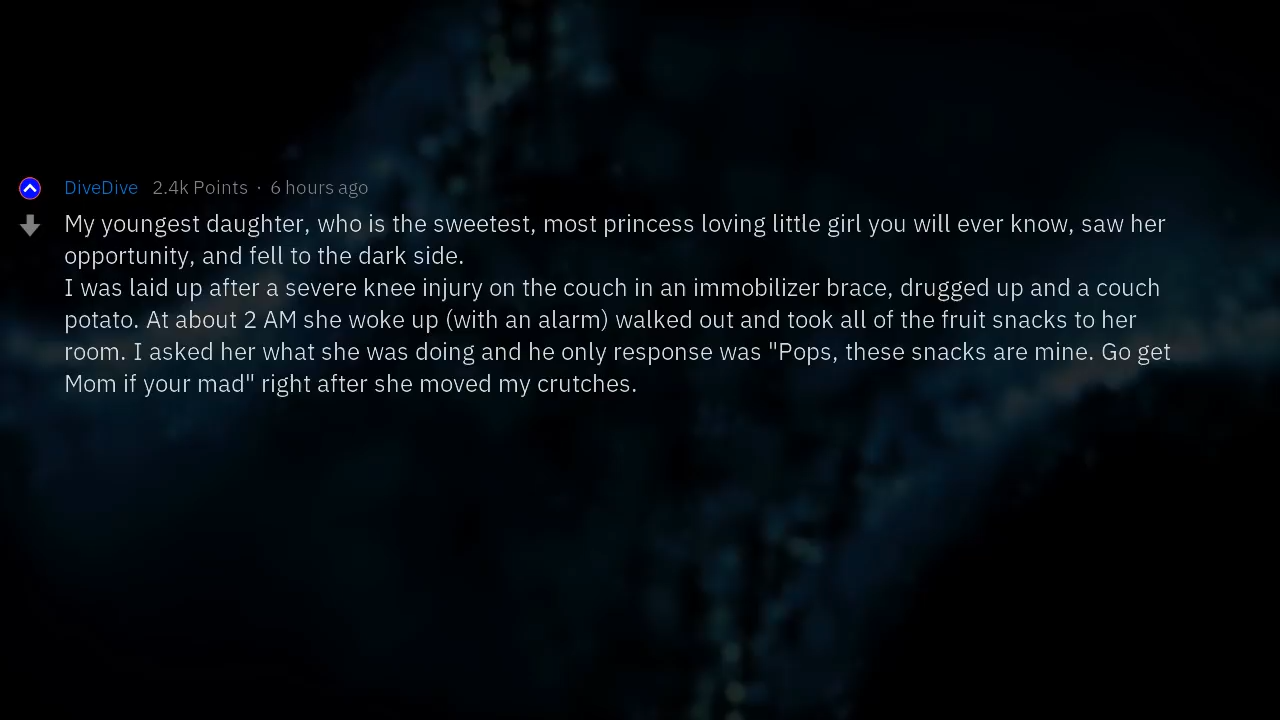 DiveDive 2.4k Points · 6 hours ago
My youngest daughter, who is the sweetest, most princess loving little girl you will ever know, saw her
opportunity, and fell to the dark side.
I was laid up after a severe knee injury on the couch in an immobilizer brace, drugged up and a couch
potato. At about 2 AM she woke up (with an alarm) walked out and took all of the fruit snacks to her
room. I asked her what she was doing and he only response was "Pops, these snacks are mine. Go get
Mom if your mad" right after she moved my crutches.